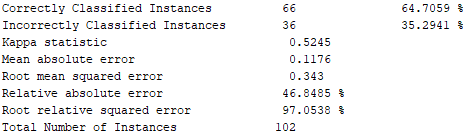 Correctly Classified Instances 66 64.7059 %
Incorrectly Classified Instances 36 35.2941 %
Kappa statistic 0.5245
Mean absolute error 0.1176
Root mean squared error 0.343
Relative absolute error 46.8485 %
Root relative squared error 97.0538 %
Total Number of Instances 102